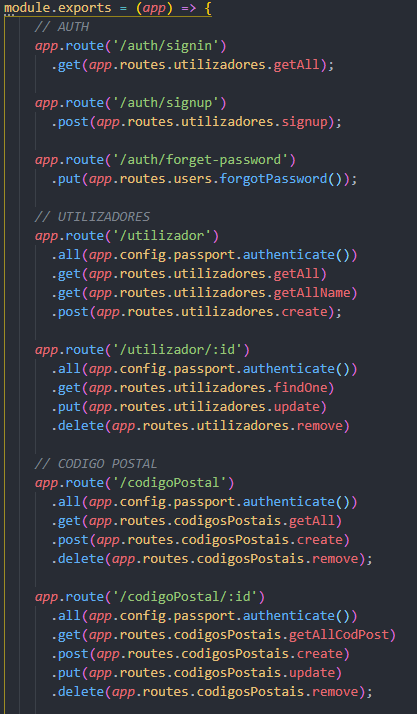 module.exports = (app) => {
// AUTH
app.route('/auth/signin')
.get(app.routes.utilizadores.getAll);
app.route('/auth/signup')
.post(app.routes.utilizadores.signup);
app.route('/auth/forget-password')
.put(app.routes.users.forgotPassword());
// UTILIZADORES
app.route('/utilizador')
.all(app.config.passport.authenticate())
.get(app.routes.utilizadores.getAll)
.get(app.routes.utilizadores.getAllName)
.post(app.routes.utilizadores.create);
app.route('/utilizador/:id')
.all(app.config.passport.authenticate())
.get(app.routes.utilizadores.findOne)
.put(app.routes.utilizadores.update)
.delete(app.routes.utilizadores.remove)
// CODIGO POSTAL
app.route('/codigoPostal')
.all(app.config.passport.authenticate())
.get(app.routes.codigosPostais.getAll)
.post(app.routes.codigosPostais.create)
.delete(app.routes.codigosPostais.remove);
app.route('/codigoPostal/:id')
.all(app.config.passport.authenticate())
.get(app.routes.codigosPostais.getAllCodPost)
.post(app.routes.codigosPostais.create)
.put(app.routes.codigosPostais.update)
.delete(app.routes.codigosPostais.remove);